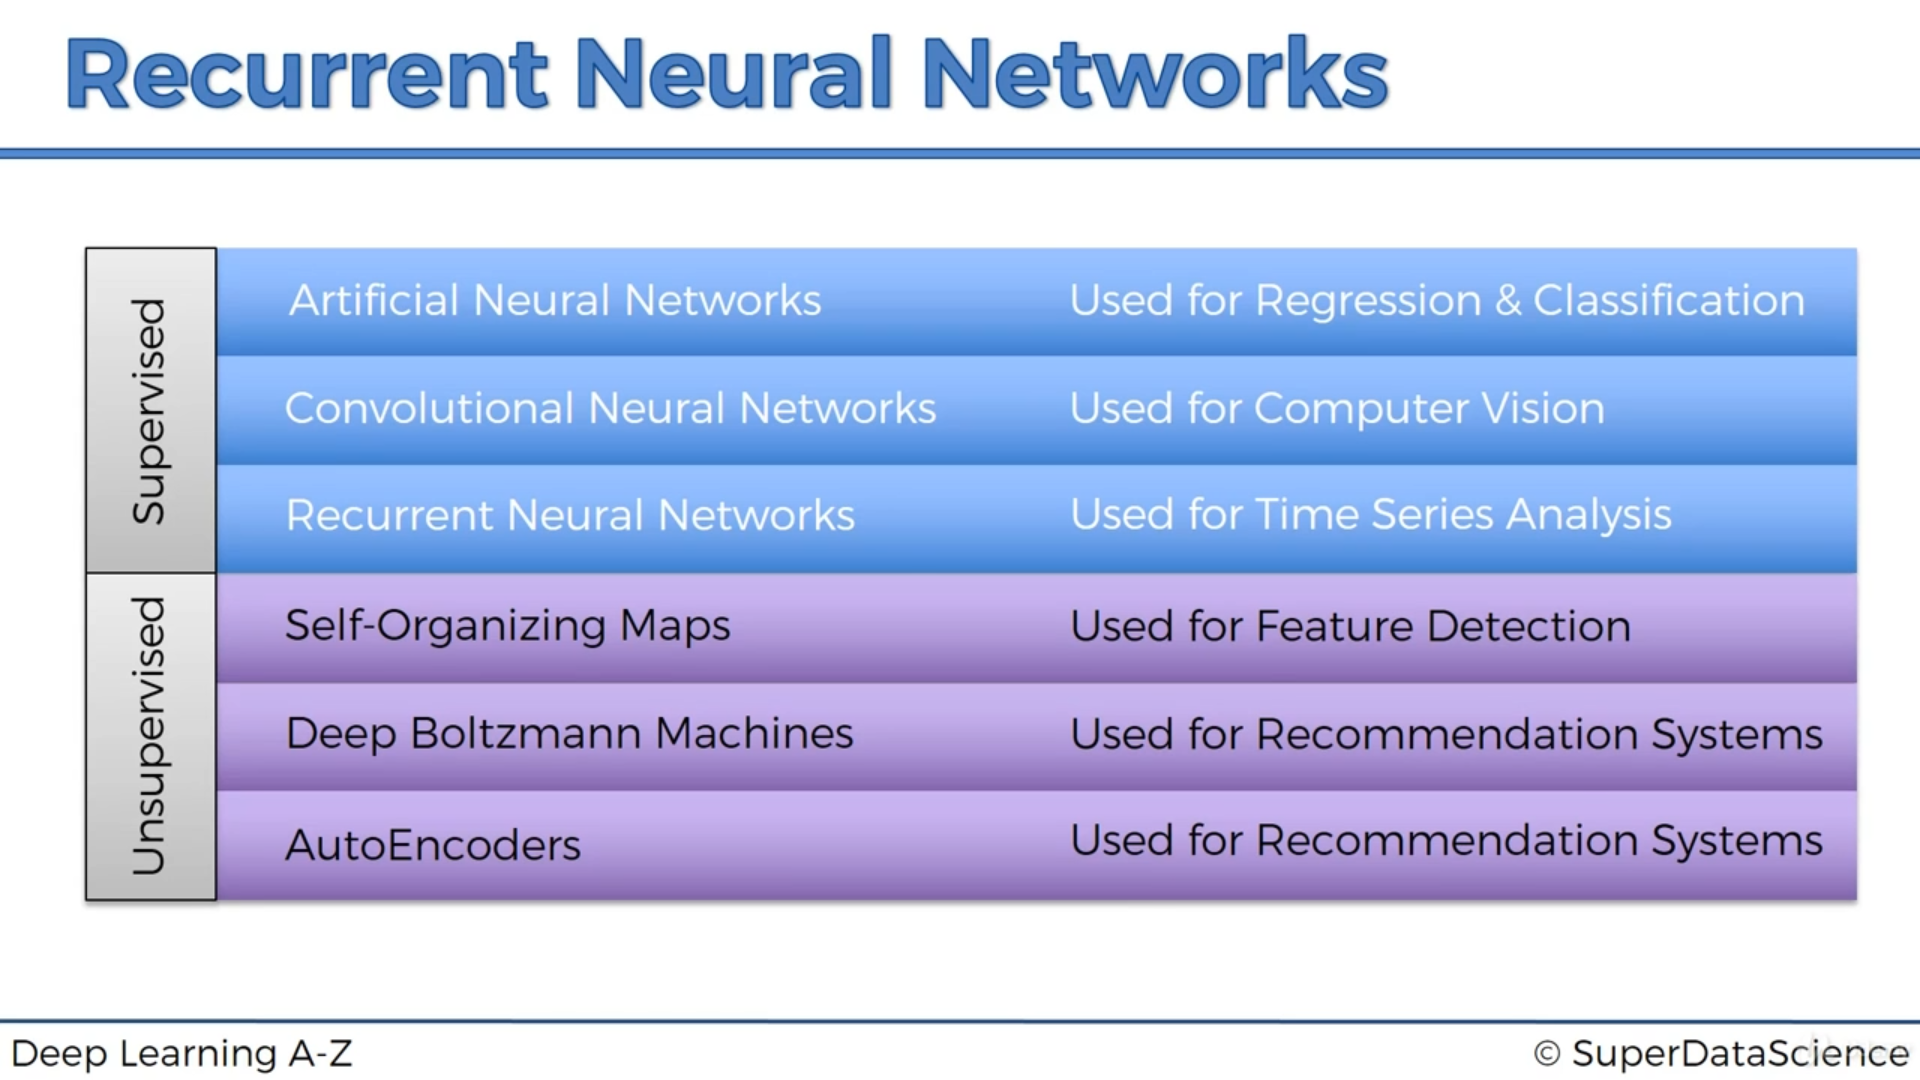 Recurrent Neural Networks
Supervised
Artificial Neural Networks Used for Regression & Classification
Convolutional Neural Networks Used for Computer Vision
Recurrent Neural Networks Used for Time Series Analysis
Unsupervised
Self-Organizing Maps Used for Feature Detection
Deep Boltzmann Machines Used for Recommendation Systems
AutoEncoders Used for Recommendation Systems
Deep Learning A-Z © SuperDataScience